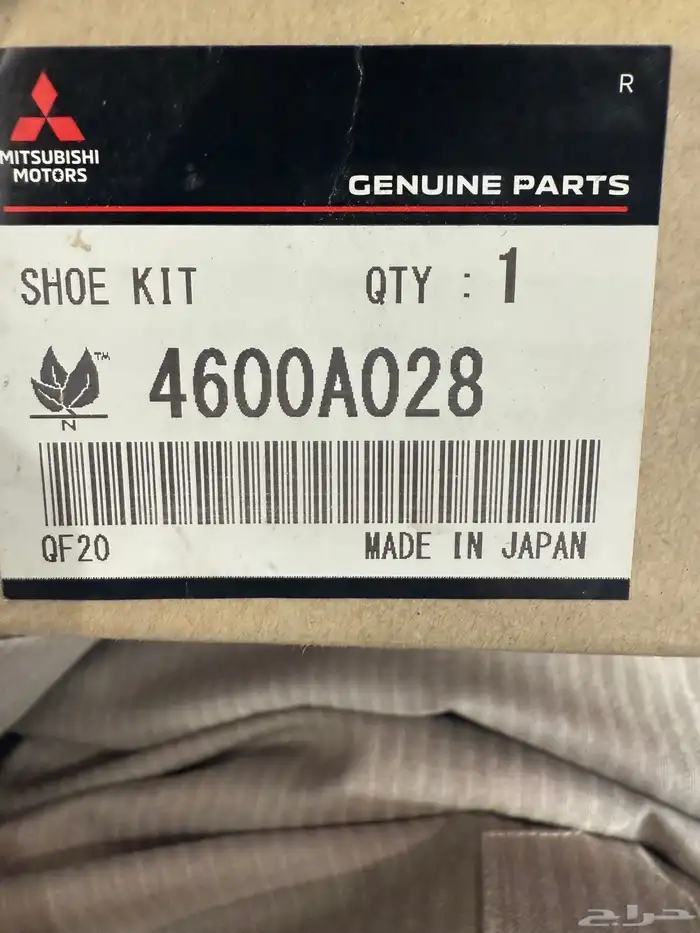 R
MITSUBISHI
MOTORS
GENUINE PARTS
SHOE KIT QTY : 1
TM
4600A028
N
QF20 MADE IN JAPAN
حراج